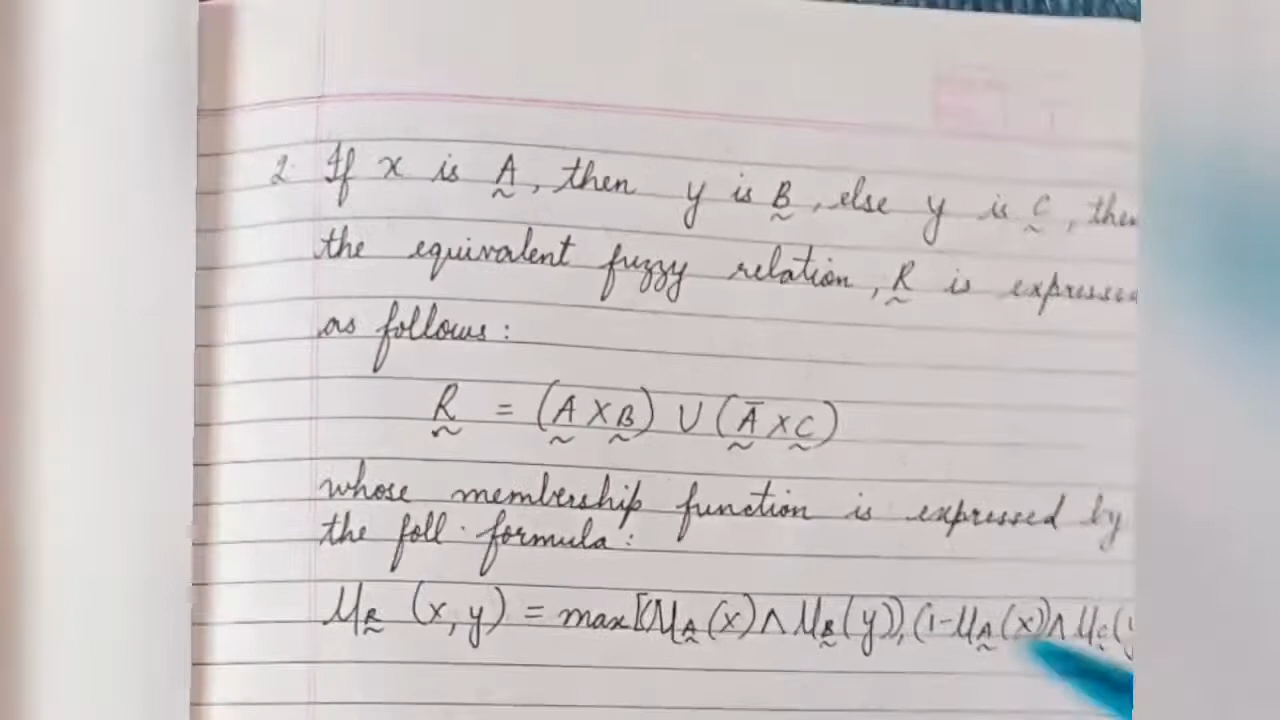 2. If x is A̰, then y is B̰, else y is C̰, then
the equivalent fuzzy relation, R̰ is expressed
as follows:
R̰ = (A̰ × B̰) ∪ (Ā̰ × C̰)
whose membership function is expressed by
the foll. formula:
μR̰ (x,y) = max[(μA̰(x) ∧ μB̰(y)), (1-μA̰(x) ∧ μC̰(y